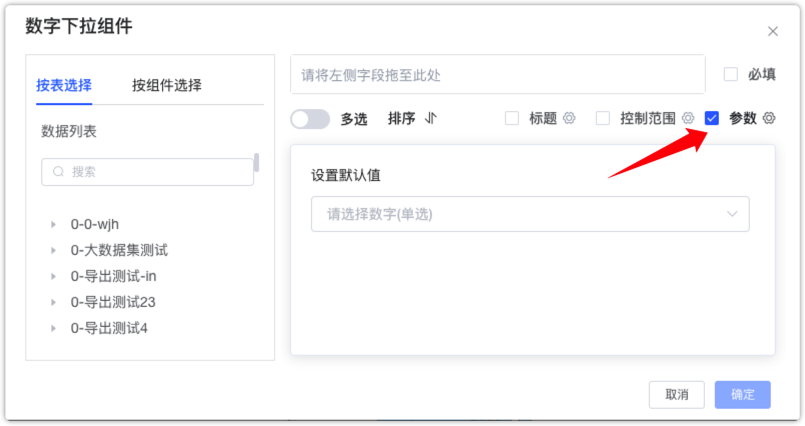 数字下拉组件
按表选择 按组件选择
数据列表
搜索
0-0-wjh
0-大数据集测试
0-导出测试-in
0-导出测试23
0-导出测试4
请将左侧字段拖至此处 必填
多选 排序 标题 控制范围 参数
设置默认值
请选择数字(单选)
取消 确定